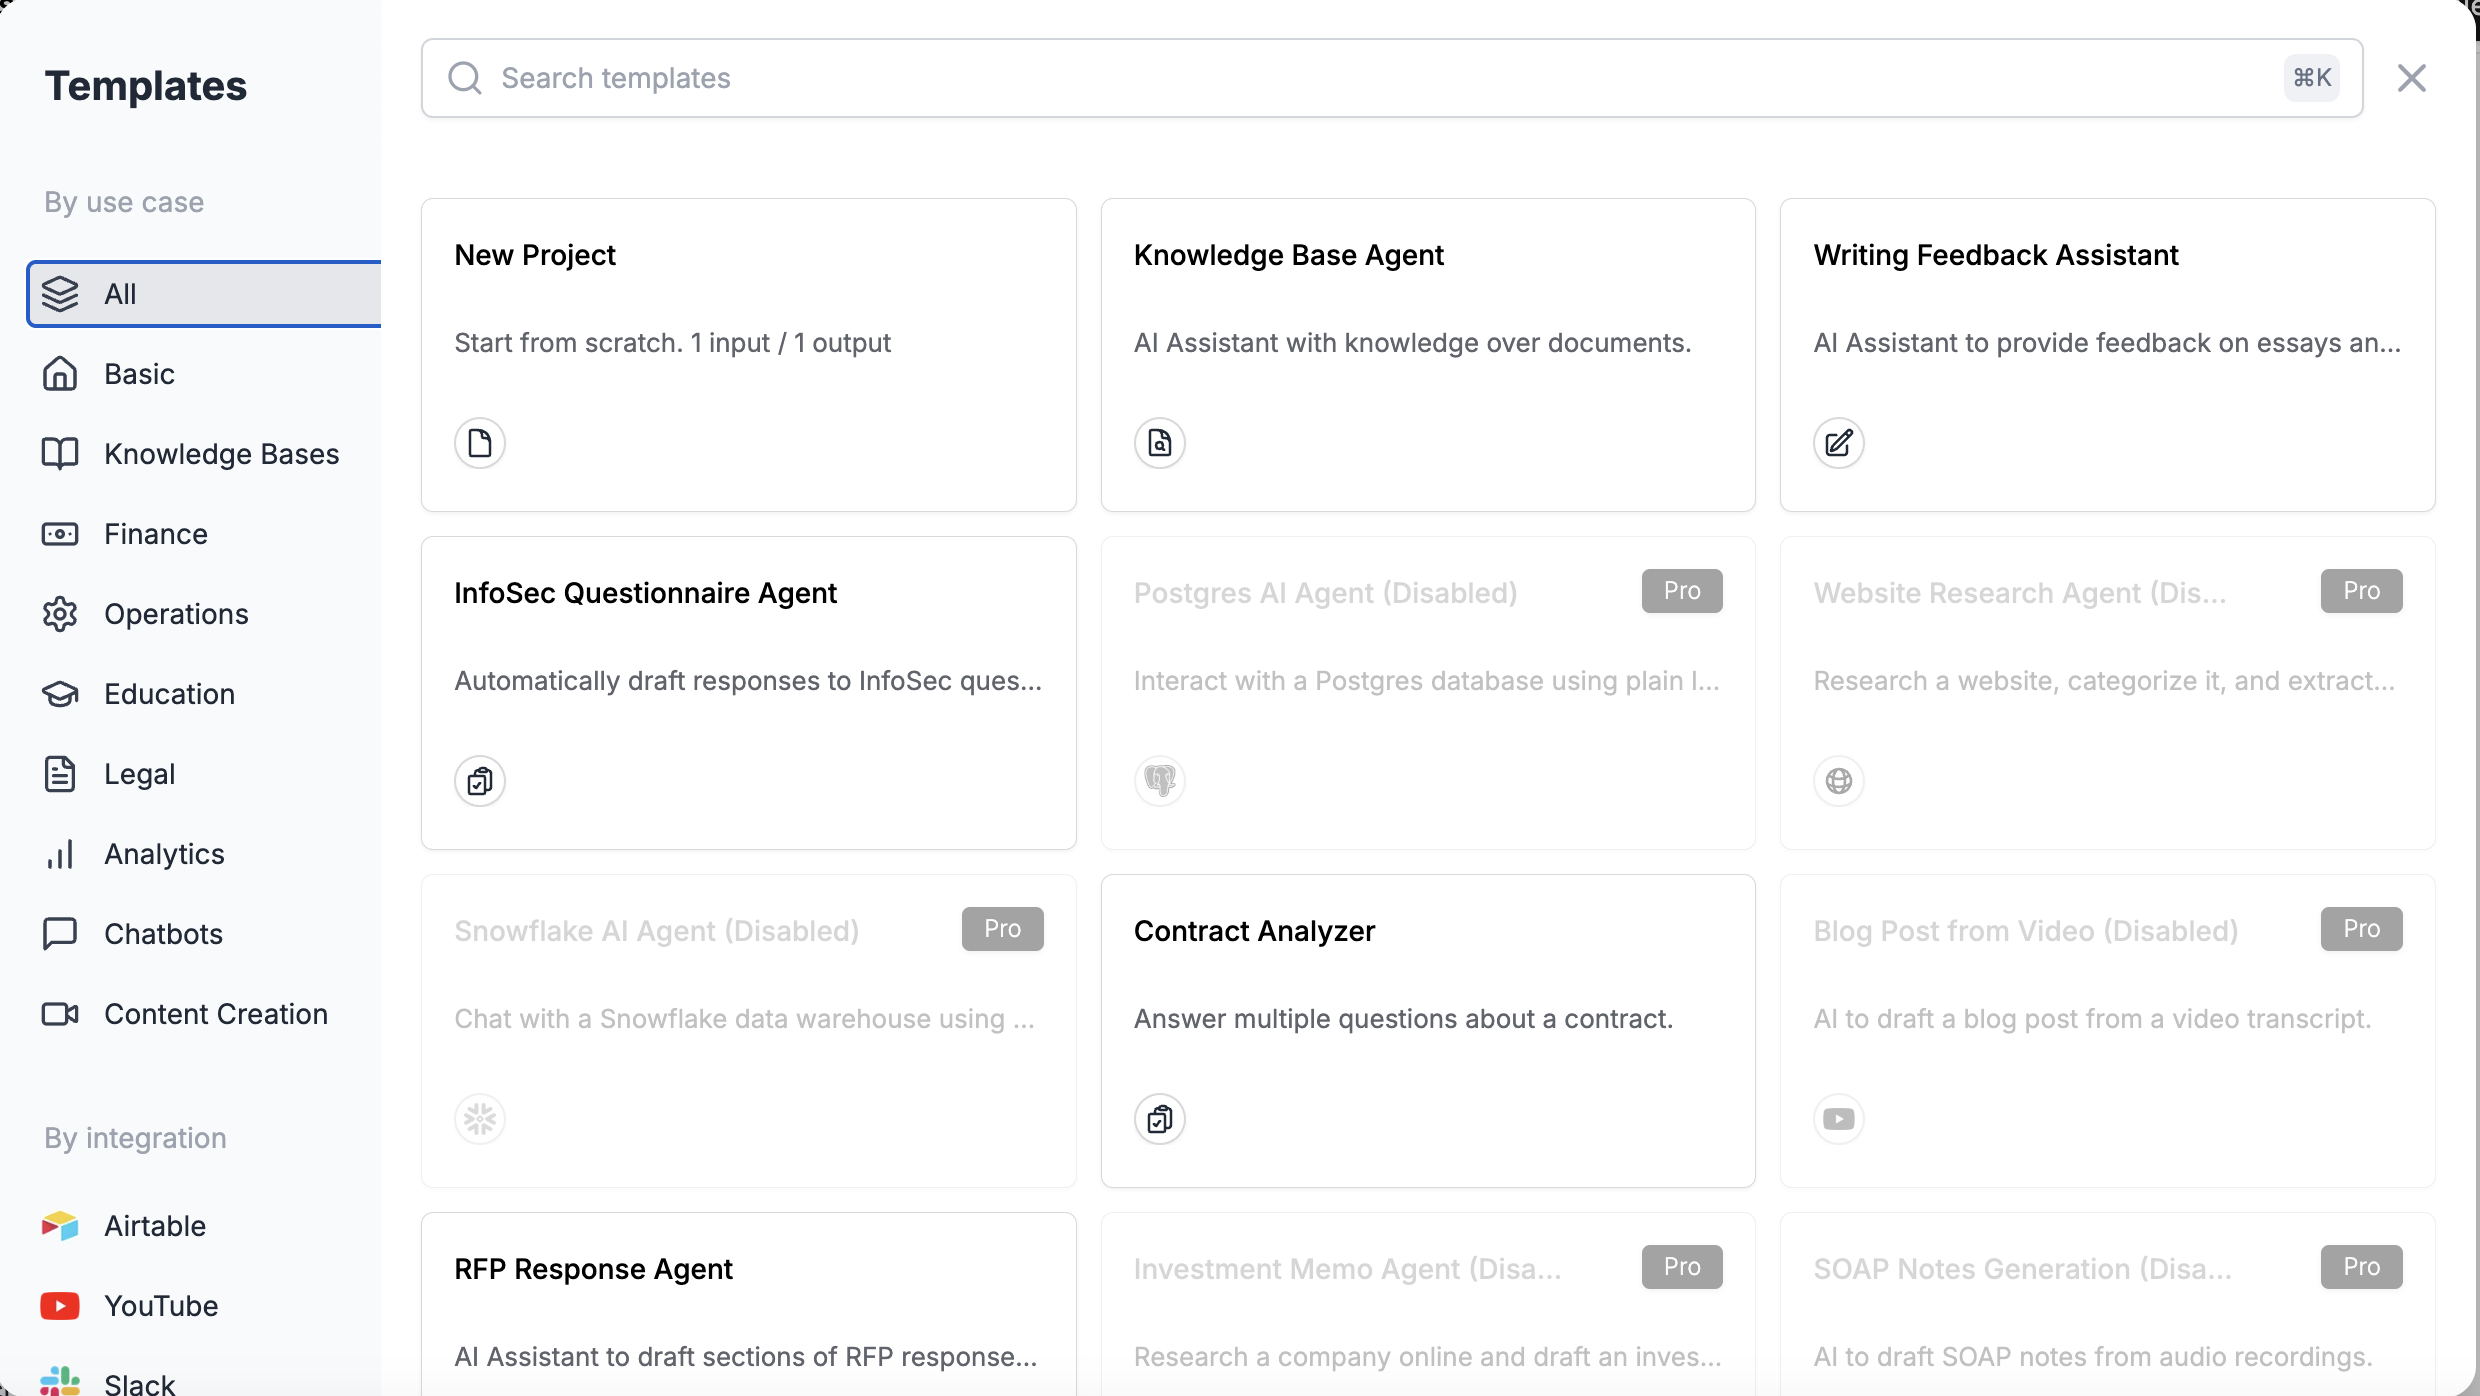 Templates
Search templates
⌘K
By use case
All
Basic
Knowledge Bases
Finance
Operations
Education
Legal
Analytics
Chatbots
Content Creation
By integration
Airtable
YouTube
Slack
New Project
Start from scratch. 1 input / 1 output
Knowledge Base Agent
AI Assistant with knowledge over documents.
Writing Feedback Assistant
AI Assistant to provide feedback on essays an...
InfoSec Questionnaire Agent
Automatically draft responses to InfoSec ques...
Postgres AI Agent (Disabled)
Pro
Interact with a Postgres database using plain l...
Website Research Agent (Dis...
Pro
Research a website, categorize it, and extract...
Snowflake AI Agent (Disabled)
Pro
Chat with a Snowflake data warehouse using ...
Contract Analyzer
Answer multiple questions about a contract.
Blog Post from Video (Disabled)
Pro
AI to draft a blog post from a video transcript.
RFP Response Agent
AI Assistant to draft sections of RFP response...
Investment Memo Agent (Disa...
Pro
Research a company online and draft an inves...
SOAP Notes Generation (Disa...
Pro
AI to draft SOAP notes from audio recordings.